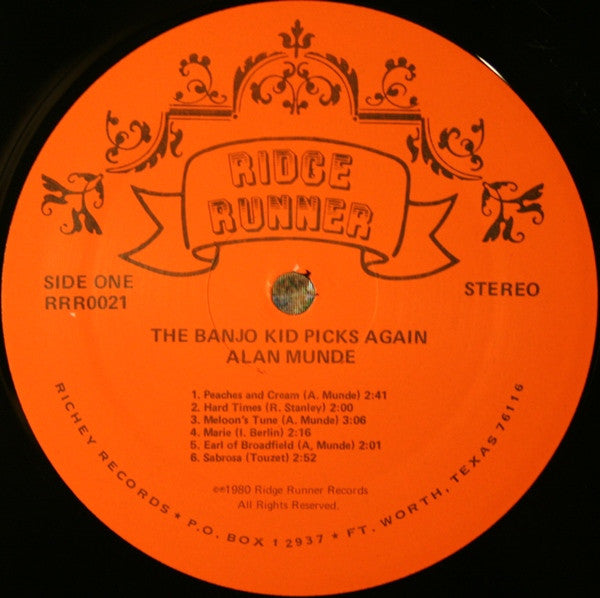 RIDGE
RUNNER
SIDE ONE
RRR0021
STEREO
THE BANJO KID PICKS AGAIN
ALAN MUNDE
1. Peaches and Cream (A. Munde) 2:41
2. Hard Times (R. Stanley) 2:00
3. Meloon's Tune (A. Munde) 3:06
4. Marie (I. Berlin) 2:16
5. Earl of Broadfield (A, Munde) 2:01
6. Sabrosa (Touzet) 2:52
©℗1980 Ridge Runner Records
All Rights Reserved.
RICHEY RECORDS ★ P.O. BOX 12937 ★ FT. WORTH, TEXAS 76116